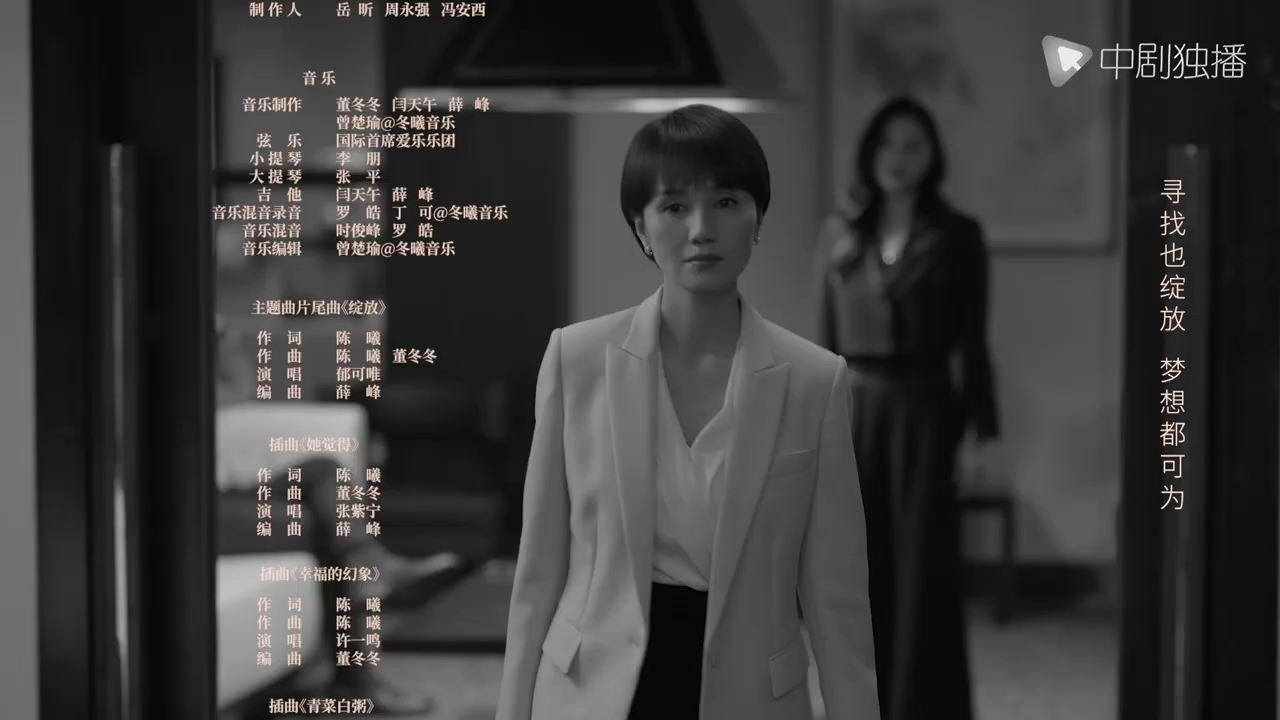 制作人 岳昕 周永强 冯安西
音乐
音乐制作 董冬冬 闫天午 薛峰
曾楚瑜@冬曦音乐
弦乐 国际首席爱乐乐团
小提琴 李朋
大提琴 张平
吉他 闫天午 薛峰
音乐混音录音 罗皓 丁可@冬曦音乐
音乐混音 时俊峰 罗皓
音乐编辑 曾楚瑜@冬曦音乐
主题曲片尾曲《绽放》
作词 陈曦
作曲 陈曦 董冬冬
演唱 郁可唯
编曲 薛峰
插曲《她觉得》
作词 陈曦
作曲 董冬冬
演唱 张紫宁
编曲 薛峰
插曲《幸福的幻象》
作词 陈曦
作曲 陈曦
演唱 许一鸣
编曲 董冬冬
插曲《青菜白粥》
中剧独播
寻找也绽放 梦想都可为